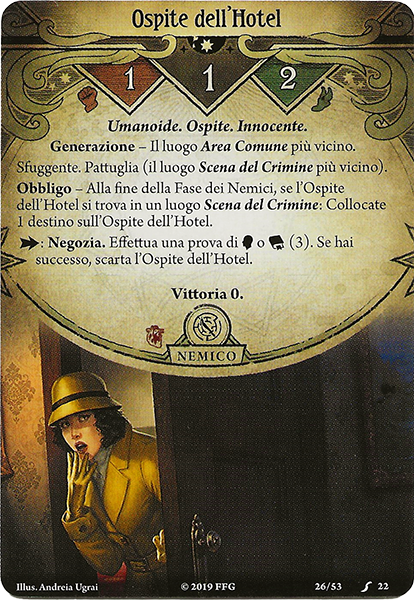 Ospite dell'Hotel
1 1 2
Umanoide. Ospite. Innocente.
Generazione – Il luogo Area Comune più vicino.
Sfuggente. Pattuglia (il luogo Scena del Crimine più vicino).
Obbligo – Alla fine della Fase dei Nemici, se l'Ospite
dell'Hotel si trova in un luogo Scena del Crimine: Collocate
1 destino sull'Ospite dell'Hotel.
: Negozia. Effettua una prova di o (3). Se hai
successo, scarta l'Ospite dell'Hotel.
Vittoria 0.
NEMICO
Illus. Andreia Ugrai © 2019 FFG 26/53 22